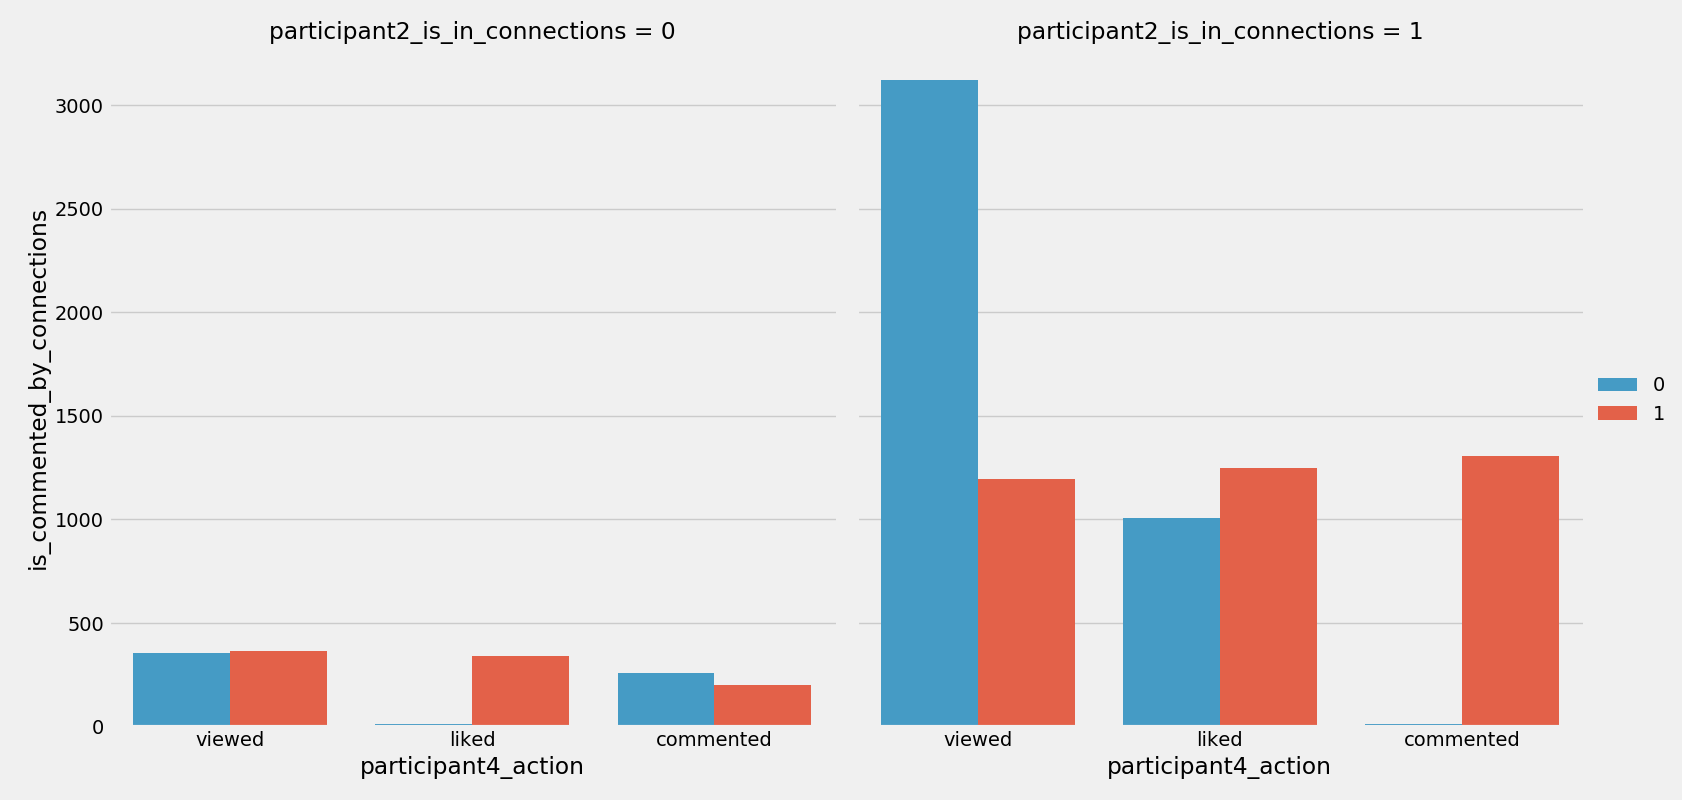 participant2_is_in_connections = 0
participant2_is_in_connections = 1
is_commented_by_connections
3000
2500
2000
1500
1000
500
0
viewed
liked
commented
participant4_action
viewed
liked
commented
participant4_action
0
1